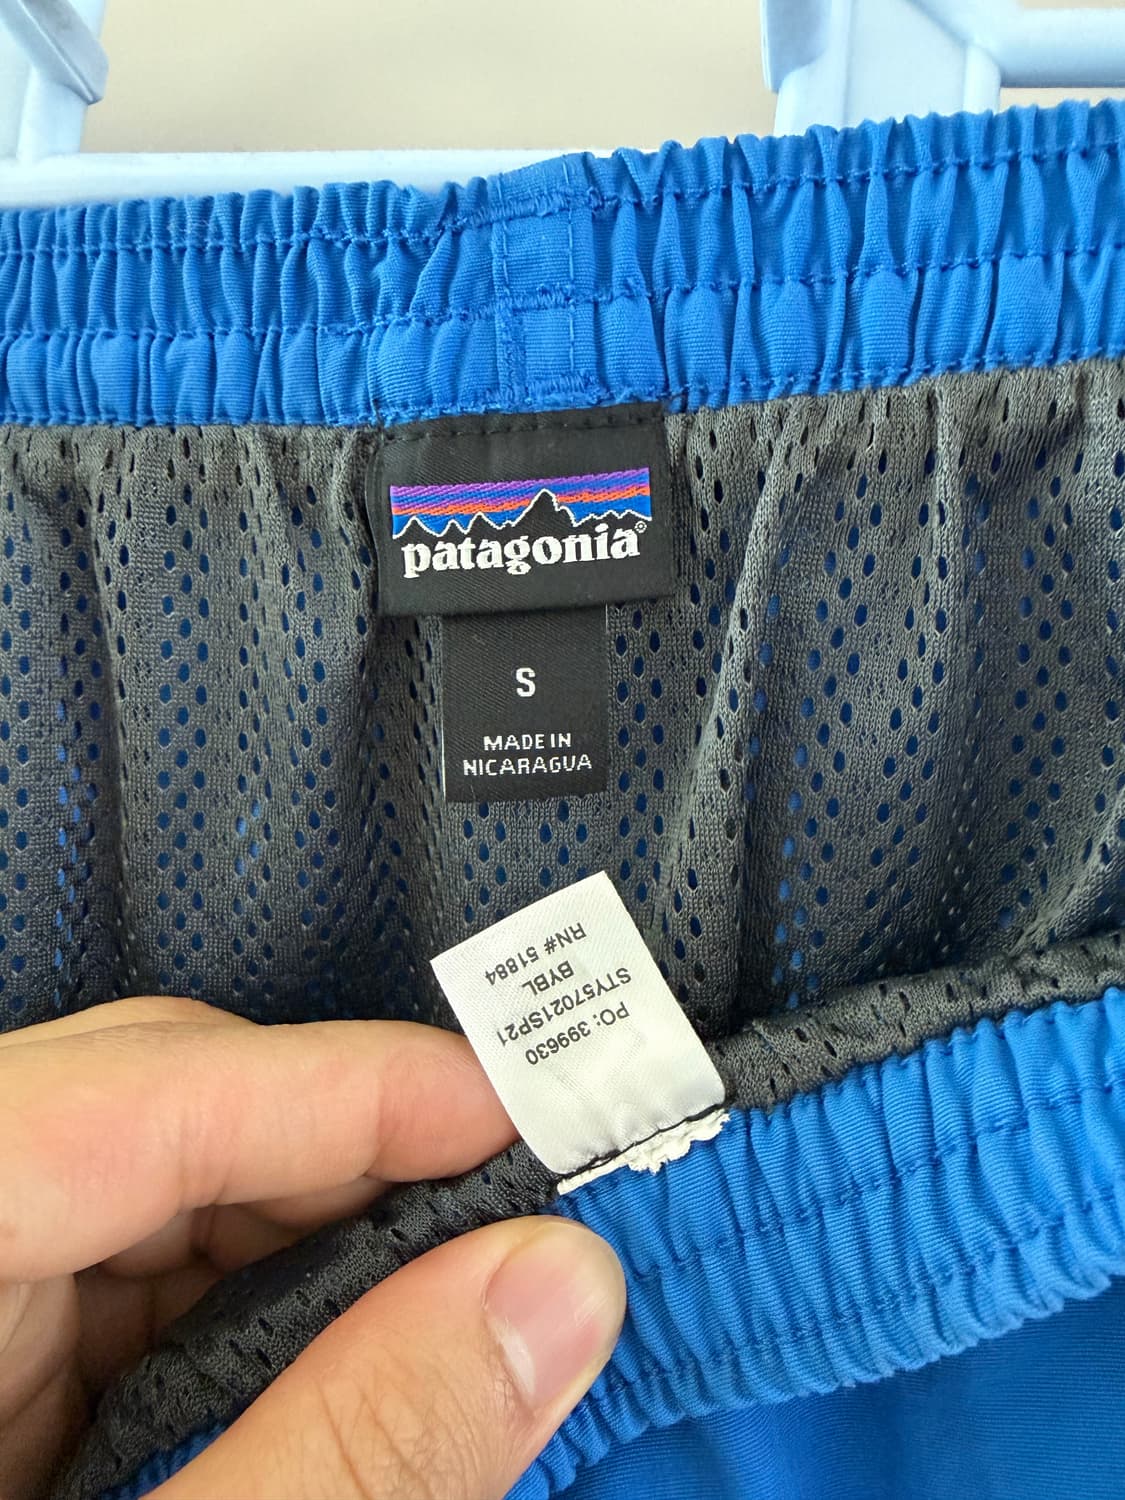 patagonia®
S
MADE IN
NICARAGUA
PO: 399630
STY57021SP21
BYBL
RN# 51884